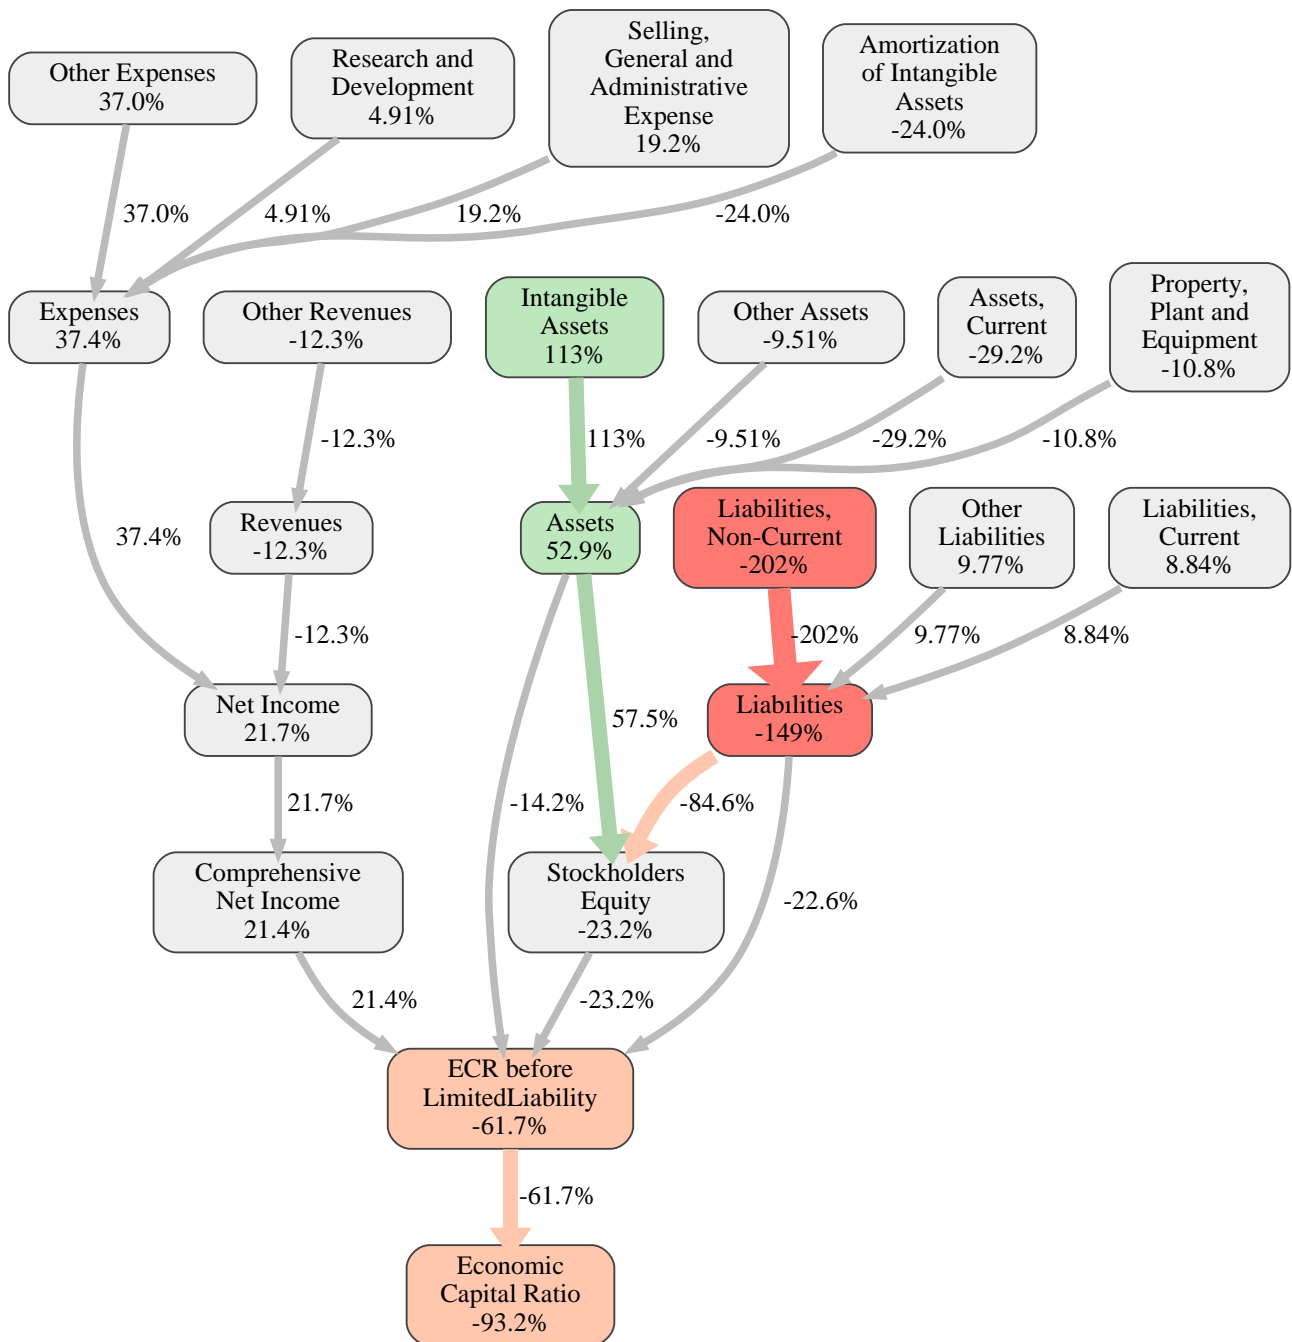 Other Expenses
37.0%
Research and
Development
4.91%
Selling,
General and
Administrative
Expense
19.2%
Amortization
of Intangible
Assets
-24.0%
37.0%
4.91%
19.2%
-24.0%
Expenses
37.4%
Other Revenues
-12.3%
Intangible
Assets
113%
Other Assets
-9.51%
Assets,
Current
-29.2%
Property,
Plant and
Equipment
-10.8%
-12.3%
113%
-9.51%
-29.2%
-10.8%
37.4%
Revenues
-12.3%
Assets
52.9%
Liabilities,
Non-Current
-202%
Other
Liabilities
9.77%
Liabilities,
Current
8.84%
-12.3%
-202%
9.77%
8.84%
Net Income
21.7%
57.5%
Liabilities
-149%
21.7%
-14.2%
-84.6%
Comprehensive
Net Income
21.4%
Stockholders
Equity
-23.2%
-22.6%
21.4%
-23.2%
ECR before
LimitedLiability
-61.7%
-61.7%
Economic
Capital Ratio
-93.2%